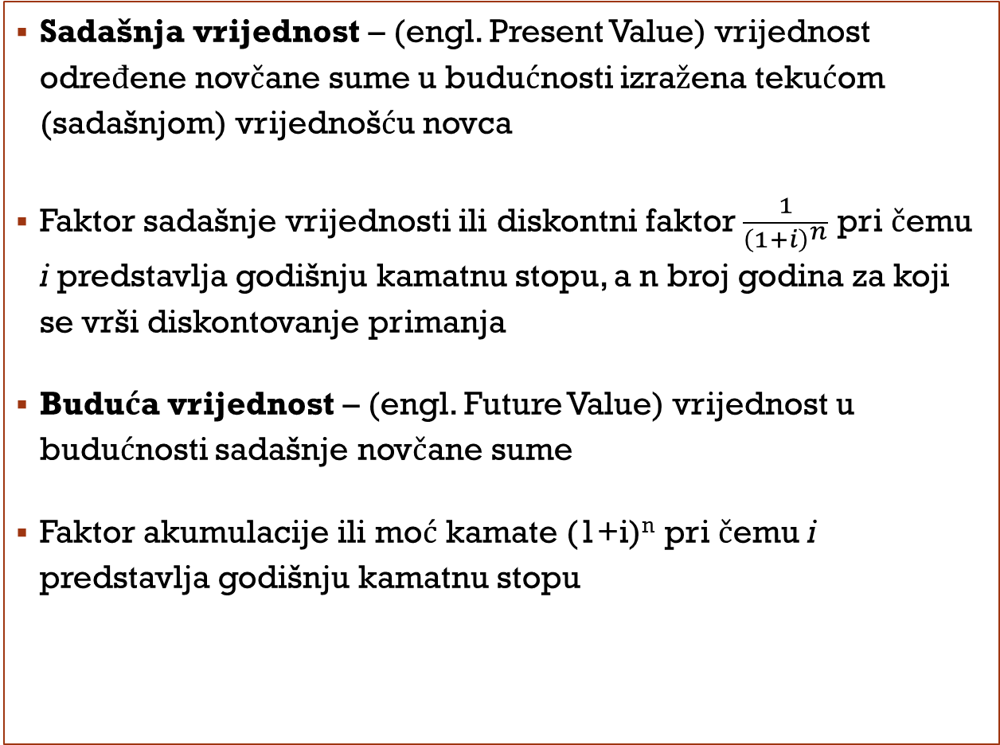 ▪ Sadašnja vrijednost – (engl. Present Value) vrijednost
određene novčane sume u budućnosti izražena tekućom
(sadašnjom) vrijednošću novca
▪ Faktor sadašnje vrijednosti ili diskontni faktor 1/(1+i)ⁿ pri čemu
i predstavlja godišnju kamatnu stopu, a n broj godina za koji
se vrši diskontovanje primanja
▪ Buduća vrijednost – (engl. Future Value) vrijednost u
budućnosti sadašnje novčane sume
▪ Faktor akumulacije ili moć kamate (1+i)ⁿ pri čemu i
predstavlja godišnju kamatnu stopu